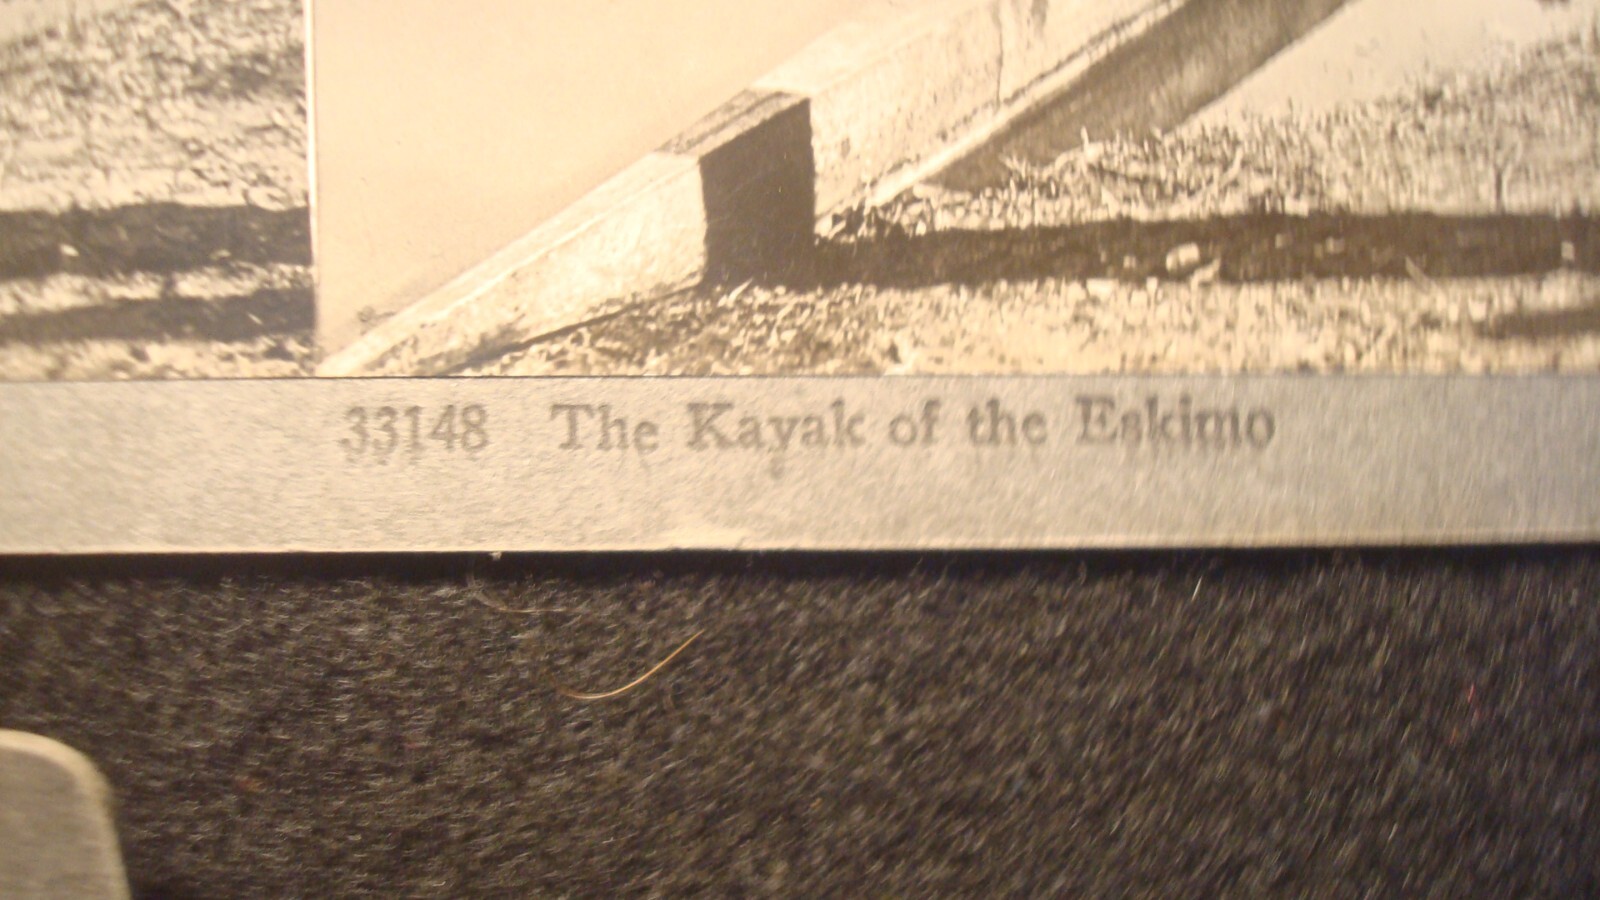 33148 The Kayak of the Eskimo